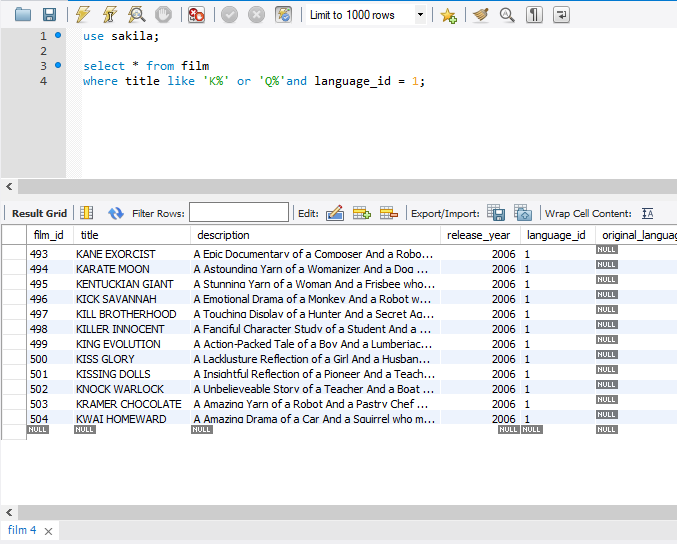 Limit to 1000 rows
1 use sakila;
2
3 select * from film
4 where title like 'K%' or 'Q%'and language_id = 1;
Result Grid Filter Rows: Edit: Export/Import: Wrap Cell Content:
film_id title description release_year language_id original_languag
493 KANE EXORCIST A Epic Documentary of a Composer And a Robo... 2006 1 NULL
494 KARATE MOON A Astounding Yarn of a Womanizer And a Dog ... 2006 1 NULL
495 KENTUCKIAN GIANT A Stunning Yarn of a Woman And a Frisbee who... 2006 1 NULL
496 KICK SAVANNAH A Emotional Drama of a Monkey And a Robot w... 2006 1 NULL
497 KILL BROTHERHOOD A Touching Display of a Hunter And a Secret Ag... 2006 1 NULL
498 KILLER INNOCENT A Fanciful Character Study of a Student And a ... 2006 1 NULL
499 KING EVOLUTION A Action-Packed Tale of a Boy And a Lumberjac... 2006 1 NULL
500 KISS GLORY A Lacklusture Reflection of a Girl And a Husban... 2006 1 NULL
501 KISSING DOLLS A Insightful Reflection of a Pioneer And a Teach... 2006 1 NULL
502 KNOCK WARLOCK A Unbelieveable Story of a Teacher And a Boat ... 2006 1 NULL
503 KRAMER CHOCOLATE A Amazing Yarn of a Robot And a Pastry Chef ... 2006 1 NULL
504 KWAI HOMEWARD A Amazing Drama of a Car And a Squirrel who m... 2006 1 NULL
NULL NULL NULL NULL NULL NULL
film 4